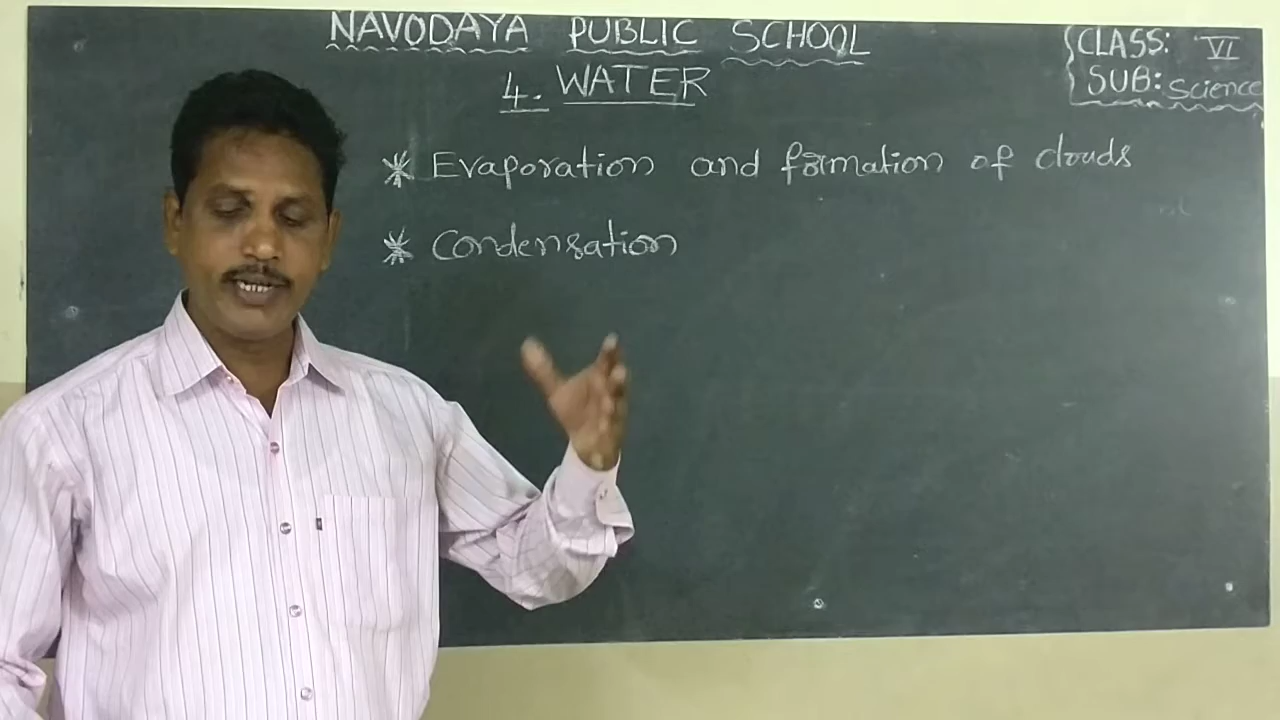 NAVODAYA PUBLIC SCHOOL
CLASS: VI
SUB: Science
4. WATER
* Evaporation and formation of clouds
* Condensation